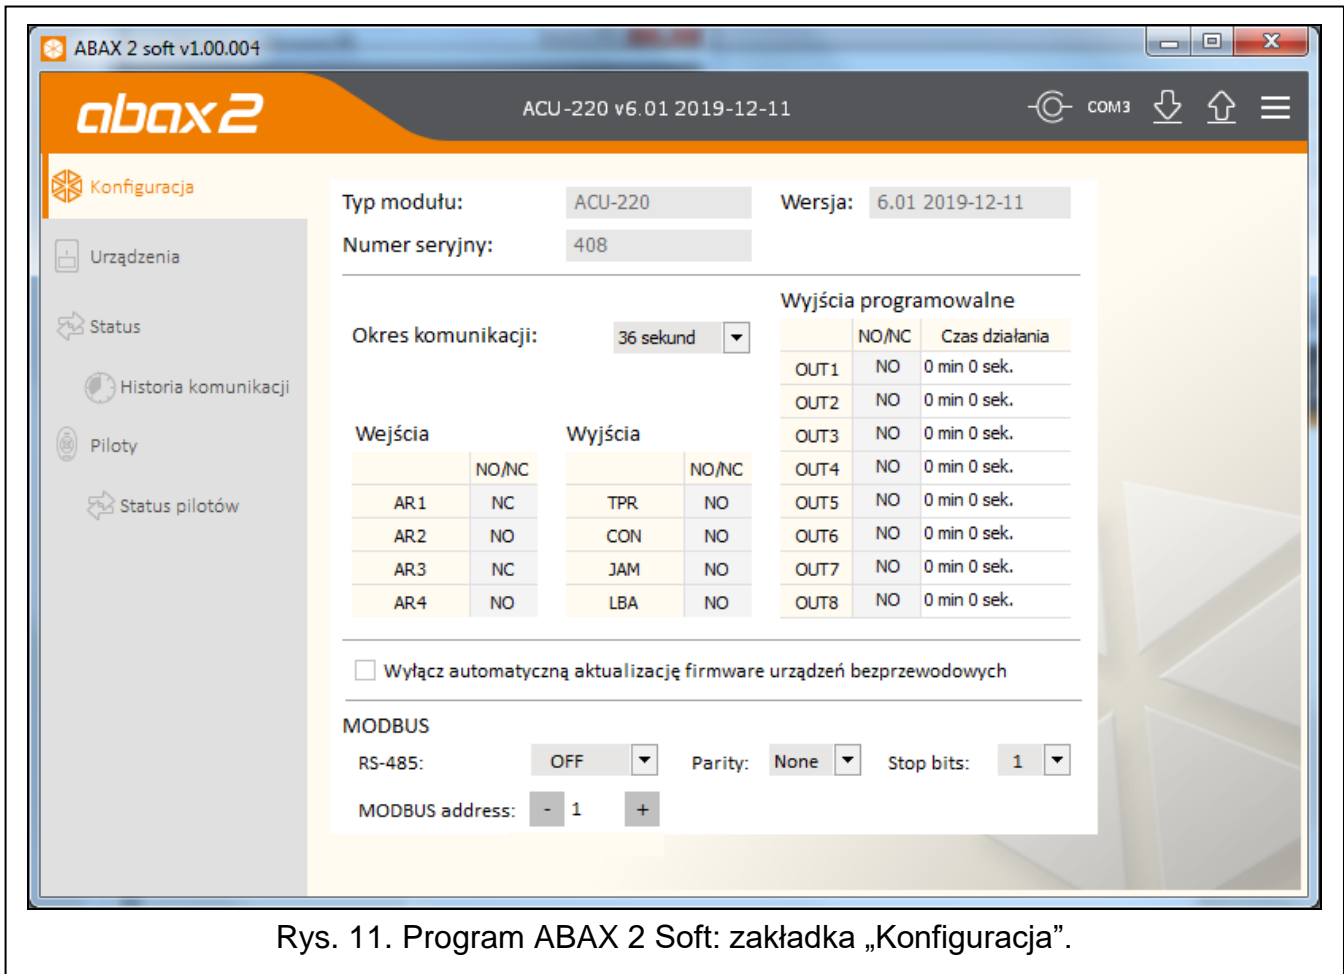 ABAX 2 soft v1.00.004
abax2
ACU-220 v6.01 2019-12-11
COM3
Konfiguracja
Urządzenia
Status
Historia komunikacji
Piloty
Status pilotów
Typ modułu: ACU-220 Wersja: 6.01 2019-12-11
Numer seryjny: 408
Okres komunikacji: 36 sekund
Wejścia
NO/NC
AR1 NC
AR2 NO
AR3 NC
AR4 NO
Wyjścia
NO/NC
TPR NO
CON NO
JAM NO
LBA NO
Wyjścia programowalne
NO/NC Czas działania
OUT1 NO 0 min 0 sek.
OUT2 NO 0 min 0 sek.
OUT3 NO 0 min 0 sek.
OUT4 NO 0 min 0 sek.
OUT5 NO 0 min 0 sek.
OUT6 NO 0 min 0 sek.
OUT7 NO 0 min 0 sek.
OUT8 NO 0 min 0 sek.
Wyłącz automatyczną aktualizację firmware urządzeń bezprzewodowych
MODBUS
RS-485: OFF Parity: None Stop bits: 1
MODBUS address: - 1 +
Rys. 11. Program ABAX 2 Soft: zakładka „Konfiguracja”.